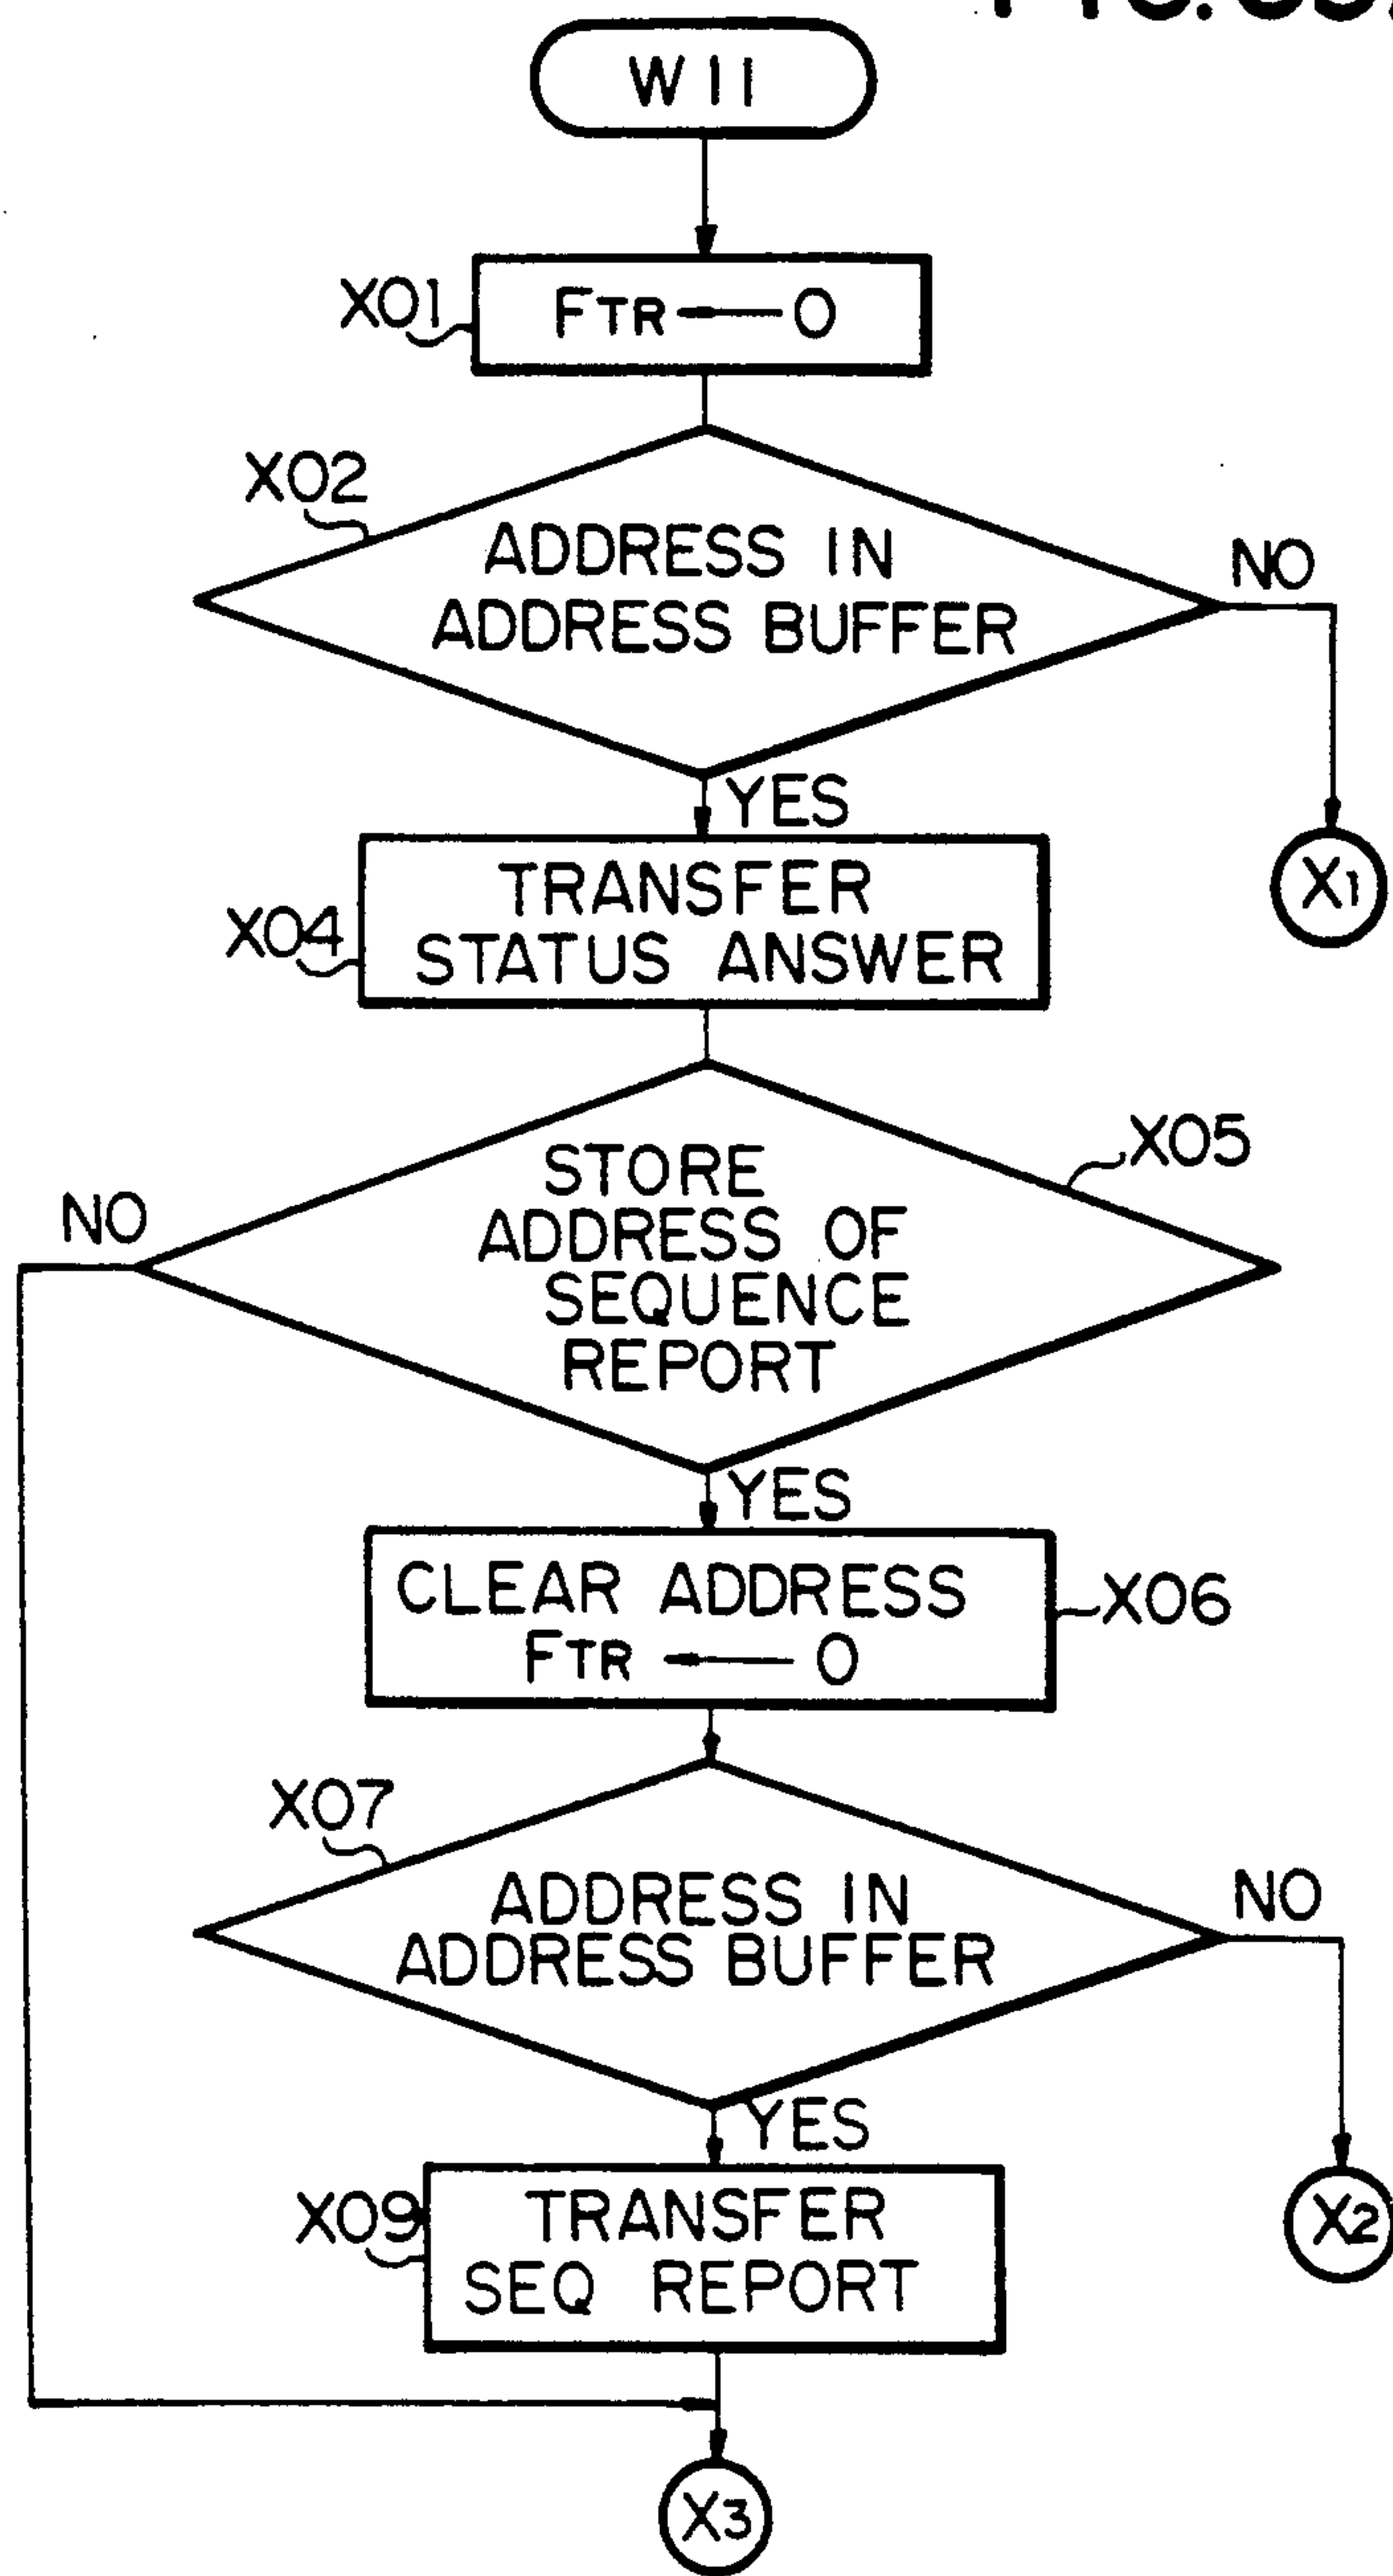 W11
X01
FTR ← 0
X02
ADDRESS IN
ADDRESS BUFFER
NO
YES
X1
X04
TRANSFER
STATUS ANSWER
X05
STORE
ADDRESS OF
SEQUENCE
REPORT
NO
YES
CLEAR ADDRESS
FTR ← 0
X06
X07
ADDRESS IN
ADDRESS BUFFER
NO
YES
X2
X09
TRANSFER
SEQ REPORT
X3